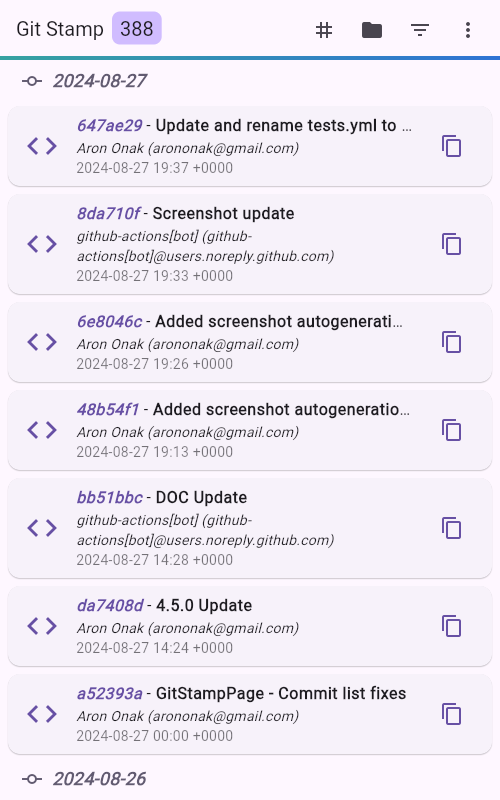 Git Stamp 388
2024-08-27
647ae29 - Update and rename tests.yml to ...
Aron Onak (arononak@gmail.com)
2024-08-27 19:37 +0000
8da710f - Screenshot update
github-actions[bot] (github-
actions[bot]@users.noreply.github.com)
2024-08-27 19:33 +0000
6e8046c - Added screenshot autogenerati...
Aron Onak (arononak@gmail.com)
2024-08-27 19:26 +0000
48b54f1 - Added screenshot autogeneratio...
Aron Onak (arononak@gmail.com)
2024-08-27 19:13 +0000
bb51bbc - DOC Update
github-actions[bot] (github-
actions[bot]@users.noreply.github.com)
2024-08-27 14:28 +0000
da7408d - 4.5.0 Update
Aron Onak (arononak@gmail.com)
2024-08-27 14:24 +0000
a52393a - GitStampPage - Commit list fixes
Aron Onak (arononak@gmail.com)
2024-08-27 00:00 +0000
2024-08-26